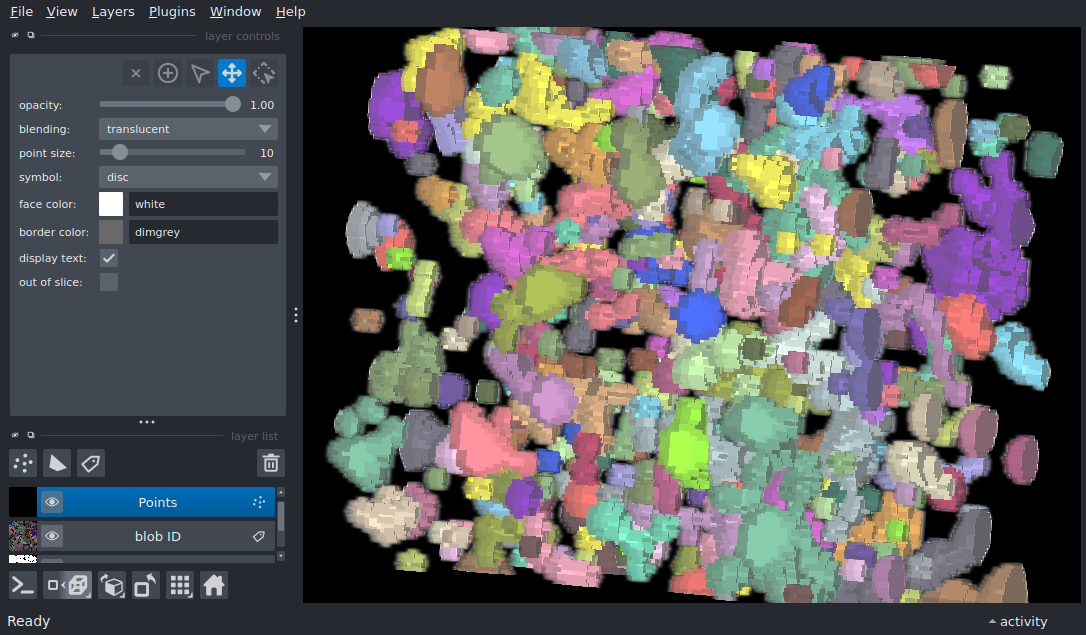 File View Layers Plugins Window Help
layer controls
opacity: 1.00
blending: translucent
point size: 10
symbol: disc
face color: white
border color: dimgrey
display text:
out of slice:
layer list
Points
blob ID
Ready
activity